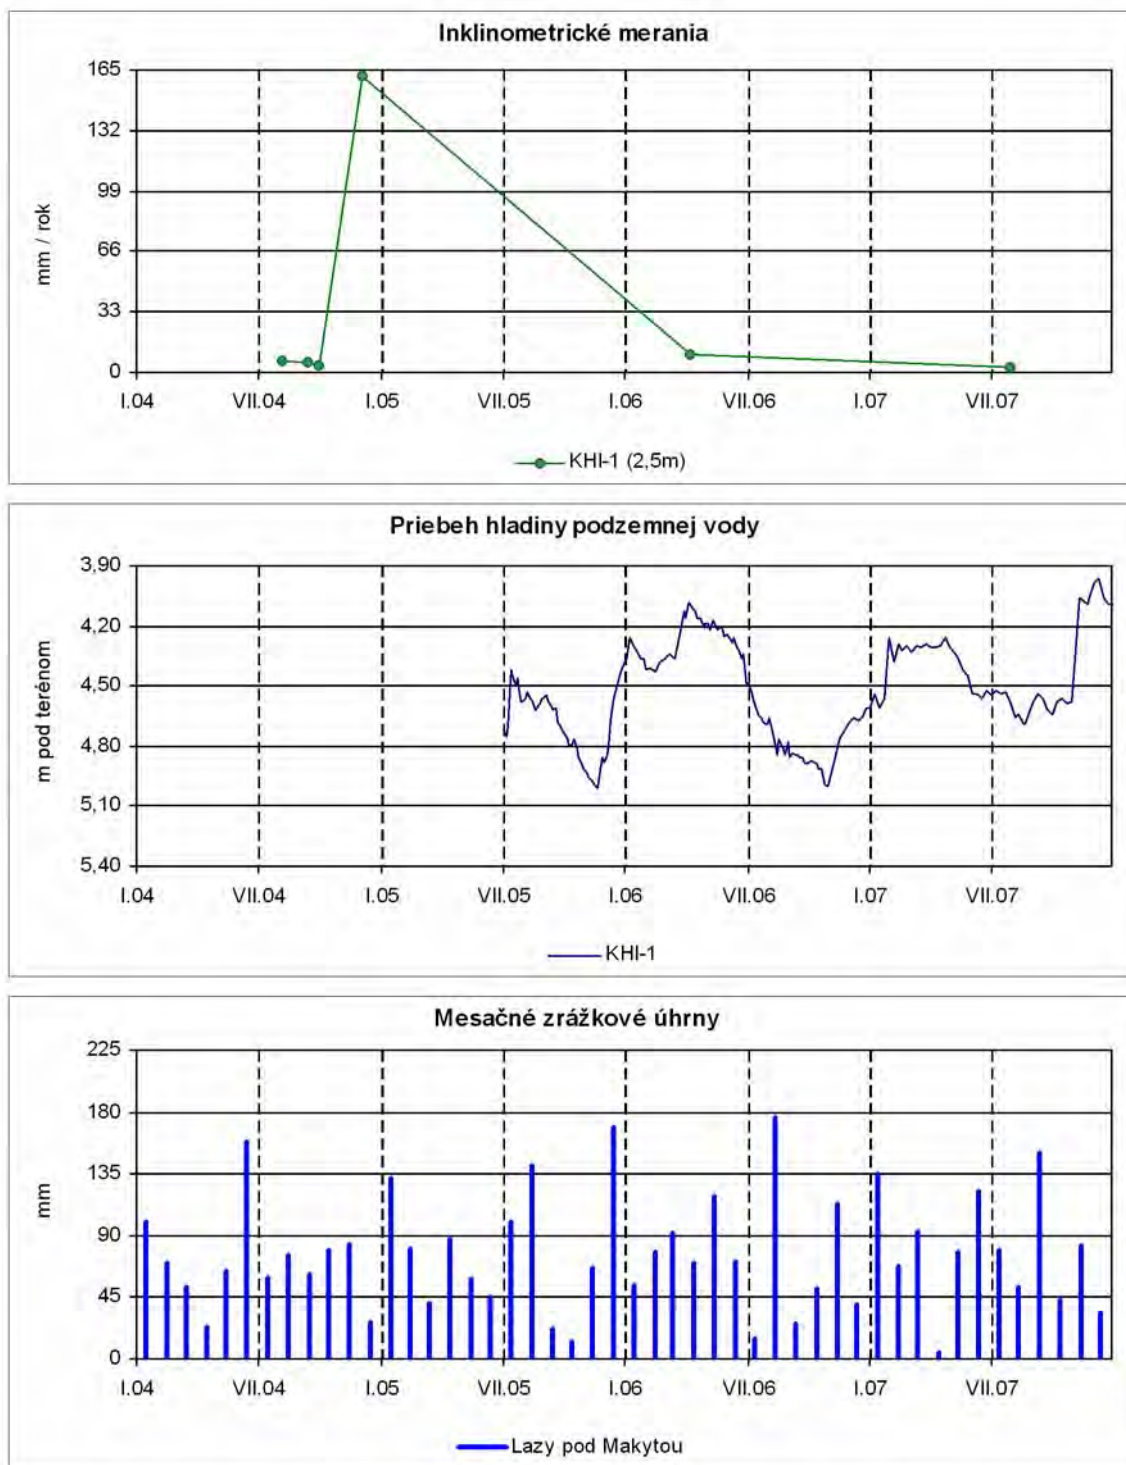 Inklinometrické merania
165
132
99
66
33
0
mm / rok
I.04 VII.04 I.05 VII.05 I.06 VII.06 I.07 VII.07
KHI-1 (2,5m)
Priebeh hladiny podzemnej vody
3,90
4,20
4,50
4,80
5,10
5,40
m pod terénom
I.04 VII.04 I.05 VII.05 I.06 VII.06 I.07 VII.07
KHI-1
Mesačné zrážkové úhrny
225
180
135
90
45
0
mm
I.04 VII.04 I.05 VII.05 I.06 VII.06 I.07 VII.07
Lazy pod Makytou